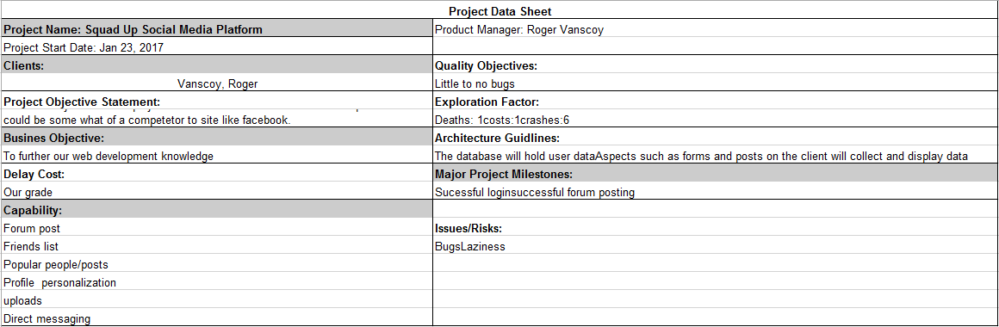 Project Data Sheet
Project Name: Squad Up Social Media Platform
Product Manager: Roger Vanscoy
Project Start Date: Jan 23, 2017
Clients:
Quality Objectives:
Vanscoy, Roger
Little to no bugs
Project Objective Statement:
Exploration Factor:
could be some what of a competetor to site like facebook.
Deaths: 1costs:1crashes:6
Busines Objective:
Architecture Guidlines:
To further our web development knowledge
The database will hold user dataAspects such as forms and posts on the client will collect and display data
Delay Cost:
Major Project Milestones:
Our grade
Sucessful loginsuccessful forum posting
Capability:
Forum post
Issues/Risks:
Friends list
BugsLaziness
Popular people/posts
Profile  personalization
uploads
Direct messaging